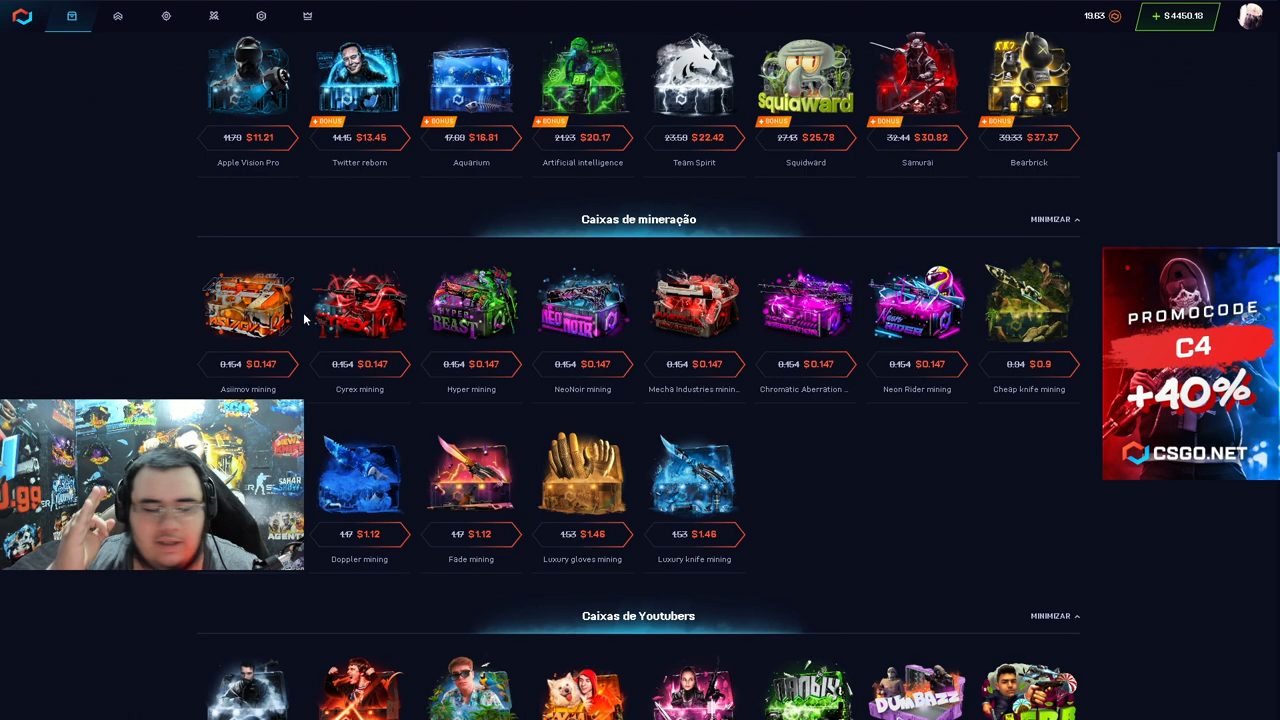 19.63
+ $ 4450.18
Squidward
11.79 $11.21
+ BONUS
14.15 $13.45
+ BONUS
17.69 $16.81
+ BONUS
21.23 $20.17
23.59 $22.42
+ BONUS
27.13 $25.78
+ BONUS
32.44 $30.82
+ BONUS
39.33 $37.37
Apple Vision Pro
Twitter reborn
Aquarium
Artificial intelligence
Team Spirit
Squidward
Samurai
Bearbrick
Caixas de mineração
MINIMIZAR
HYPER
BEAST
NEO NOIR
0.154 $0.147
0.154 $0.147
0.154 $0.147
0.154 $0.147
0.154 $0.147
0.154 $0.147
0.154 $0.147
0.94 $0.9
Asiimov mining
Cyrex mining
Hyper mining
NeoNoir mining
Mecha Industries minin...
Chromatic Aberration ...
Neon Rider mining
Cheap knife mining
PROMOCODE
C4
+40%
CSGO.NET
1.17 $1.12
1.17 $1.12
1.53 $1.46
1.53 $1.46
Doppler mining
Fade mining
Luxury gloves mining
Luxury knife mining
Caixas de Youtubers
MINIMIZAR
DUMBAZZ